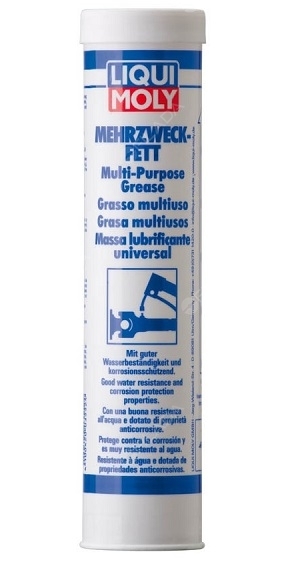 LIQUI
MOLY
MEHRZWECK-
FETT
Multi-Purpose
Grease
Grasso multiuso
Grasa multiusos
Massa lubrificante
universal
Mit guter
Wasserbeständigkeit und
korrosionsschützend.
Good water resistance and
corrosion protection
properties.
Con una buona resistenza
all'acqua e dotato di proprietà
anticorrosive.
Protege contra la corrosión y
es muy resistente al agua.
Resistente à água e dotada de
propriedades anticorrosivas.